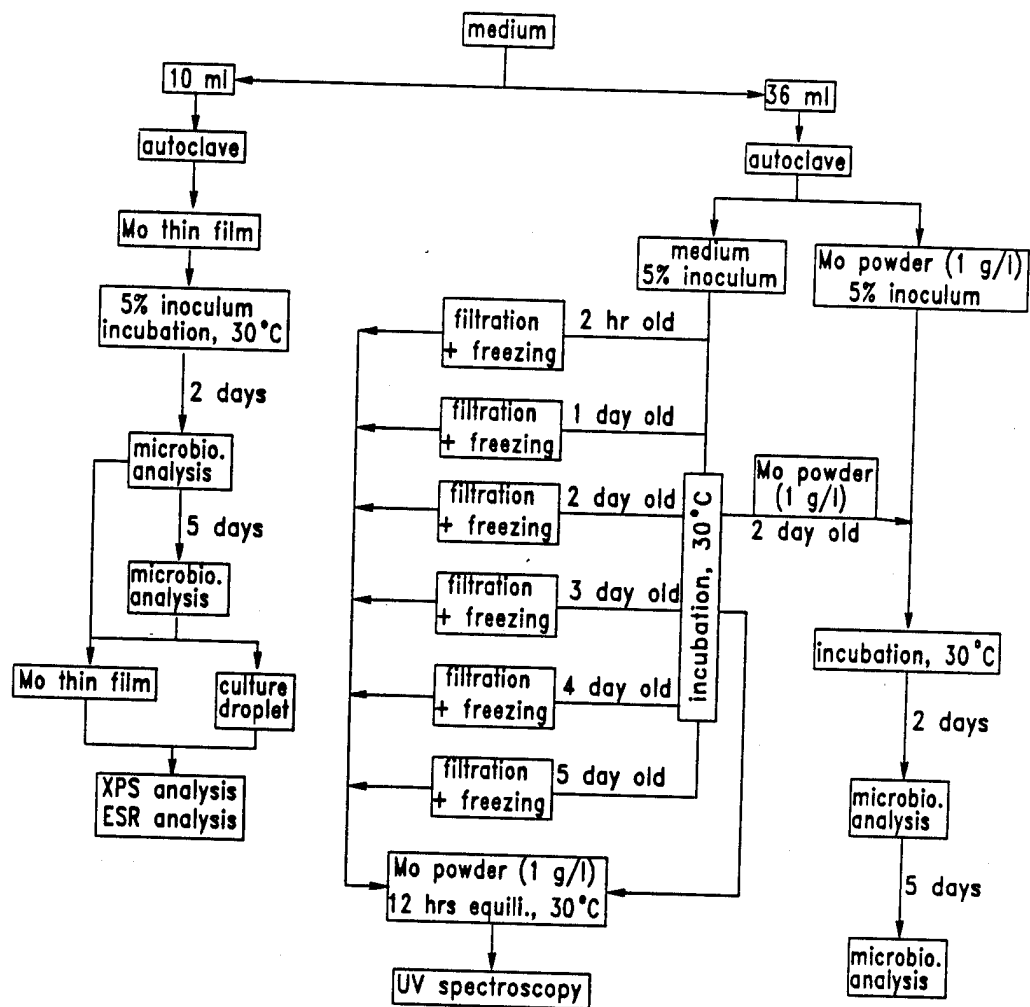 medium
10 ml
36 ml
autoclave
autoclave
Mo thin film
medium
5% inoculum
Mo powder (1 g/l)
5% inoculum
5% inoculum
incubation, 30°C
filtration
+ freezing
2 hr old
2 days
filtration
+ freezing
1 day old
microbio.
analysis
filtration
+ freezing
2 day old
incubation, 30°C
Mo powder
(1 g/l)
2 day old
5 days
microbio.
analysis
filtration
+ freezing
3 day old
incubation, 30°C
Mo thin film
culture
droplet
filtration
+ freezing
4 day old
2 days
XPS analysis
ESR analysis
filtration
+ freezing
5 day old
microbio.
analysis
Mo powder (1 g/l)
12 hrs equili., 30°C
5 days
UV spectroscopy
microbio.
analysis